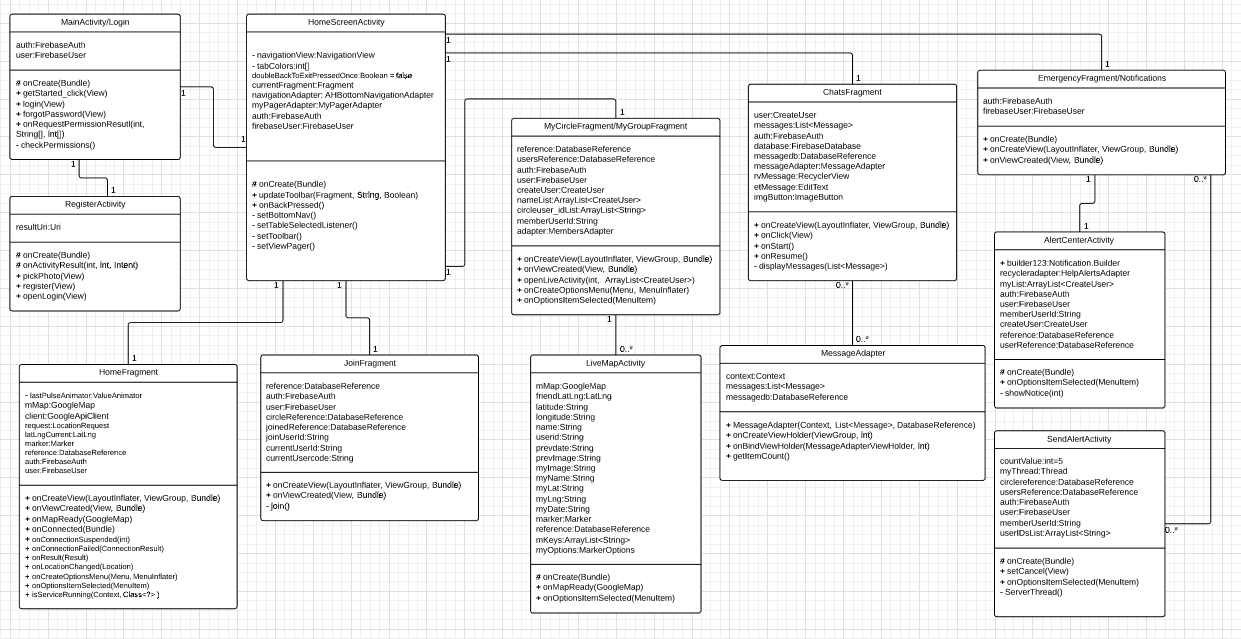 MainActivity/Login
auth:FirebaseAuth
user:FirebaseUser
# onCreate(Bundle)
+ getStarted_click(View)
+ login(View)
+ forgotPassword(View)
+ onRequestPermissionResutl(int,
String[], int[])
- checkPermissions()
1
1
1
1
RegisterActivity
resultUri:Uri
# onCreate(Bundle)
# onActivityResult(int, int, Intent)
+ pickPhoto(View)
+ register(View)
+ openLogin(View)
HomeScreenActivity
- navigationView:NavigationView
- tabColors:int[]
doubleBackToExitPressedOnce:Boolean = false
currentFragment:Fragment
navigationAdapter: AHBottomNavigationAdapter
myPagerAdapter:MyPagerAdapter
auth:FirebaseAuth
firebaseUser:FirebaseUser
# onCreate(Bundle)
+ updateToolbar(Fragment, String, Boolean)
+ onBackPressed()
- setBottomNav()
- setTableSelectedListener()
- setToolbar()
- setViewPager()
1
1
1
1
1
1
1
HomeFragment
- lastPulseAnimator:ValueAnimator
mMap:GoogleMap
client:GoogleApiClient
request:LocationRequest
latLngCurrent:LatLng
marker:Marker
reference:DatabaseReference
auth:FirebaseAuth
user:FirebaseUser
+ onCreateView(LayoutInflater, ViewGroup, Bundle)
+ onViewCreated(View, Bundle)
+ onMapReady(GoogleMap)
+ onConnected(Bundle)
+ onConnectionSuspended(int)
+ onConnectionFailed(ConnectionResult)
+ onResult(Result)
+ onLocationChanged(Location)
+ onCreateOptionsMenu(Menu, MenuInflater)
+ onOptionsItemSelected(MenuItem)
+ isServiceRunning(Context, Class<?> )
JoinFragment
reference:DatabaseReference
auth:FirebaseAuth
user:FirebaseUser
circleReference:DatabaseReference
joinedReference:DatabaseReference
joinUserId:String
currentUserId:String
currentUsercode:String
+ onCreateView(LayoutInflater, ViewGroup, Bundle)
+ onViewCreated(View, Bundle)
- join()
1
MyCircleFragment/MyGroupFragment
reference:DatabaseReference
usersReference:DatabaseReference
auth:FirebaseAuth
user:FirebaseUser
createUser:CreateUser
nameList:ArrayList<CreateUser>
circleuser_idList:ArrayList<String>
memberUserId:String
adapter:MembersAdapter
+ onCreateView(LayoutInflater, ViewGroup, Bundle)
+ onViewCreated(View, Bundle)
+ openLiveActivity(int, ArrayList<CreateUser>)
+ onCreateOptionsMenu(Menu, MenuInflater)
+ onOptionsItemSelected(MenuItem)
1
0..*
LiveMapActivity
mMap:GoogleMap
friendLatLng:LatLng
latitude:String
longitude:String
name:String
userid:String
prevdate:String
prevImage:String
myImage:String
myName:String
myLat:String
myLng:String
myDate:String
marker:Marker
reference:DatabaseReference
mKeys:ArrayList<String>
myOptions:MarkerOptions
# onCreate(Bundle)
+ onMapReady(GoogleMap)
+ onOptionsItemSelected(MenuItem)
1
ChatsFragment
user:CreateUser
messages:List<Message>
auth:FirebaseAuth
database:FirebaseDatabase
messagedb:DatabaseReference
messageAdapter:MessageAdapter
rvMessage:RecyclerView
etMessage:EditText
imgButton:ImageButton
+ onCreateView(LayoutInflater, ViewGroup, Bundle)
+ onClick(View)
+ onStart()
+ onResume()
- displayMessages(List<Message>)
0..*
0..*
MessageAdapter
context:Context
messages:List<Message>
messagedb:DatabaseReference
+ MessageAdapter(Context, List<Message>, DatabaseReference)
+ onCreateViewHolder(ViewGroup, int)
+ onBindViewHolder(MessageAdapterViewHolder, int)
+ getItemCount()
1
EmergencyFragment/Notifications
auth:FirebaseAuth
firebaseUser:FirebaseUser
+ onCreate(Bundle)
+ onCreateView(LayoutInflater, ViewGroup, Bundle)
+ onViewCreated(View, Bundle)
1
0..*
1
AlertCenterActivity
+ builder123:Notification.Builder
recycleradapter:HelpAlertsAdapter
myList:ArrayList<CreateUser>
auth:FirebaseAuth
user:FirebaseUser
memberUserId:String
createUser:CreateUser
reference:DatabaseReference
userReference:DatabaseReference
# onCreate(Bundle)
+ onOptionsItemSelected(MenuItem)
- showNotice(int)
SendAlertActivity
countValue:int=5
myThread:Thread
circlereference:DatabaseReference
usersReference:DatabaseReference
auth:FirebaseAuth
user:FirebaseUser
memberUserId:String
userIDsList:ArrayList<String>
0..*
# onCreate(Bundle)
+ setCancel(View)
+ onOptionsItemSelected(MenuItem)
- ServerThread()